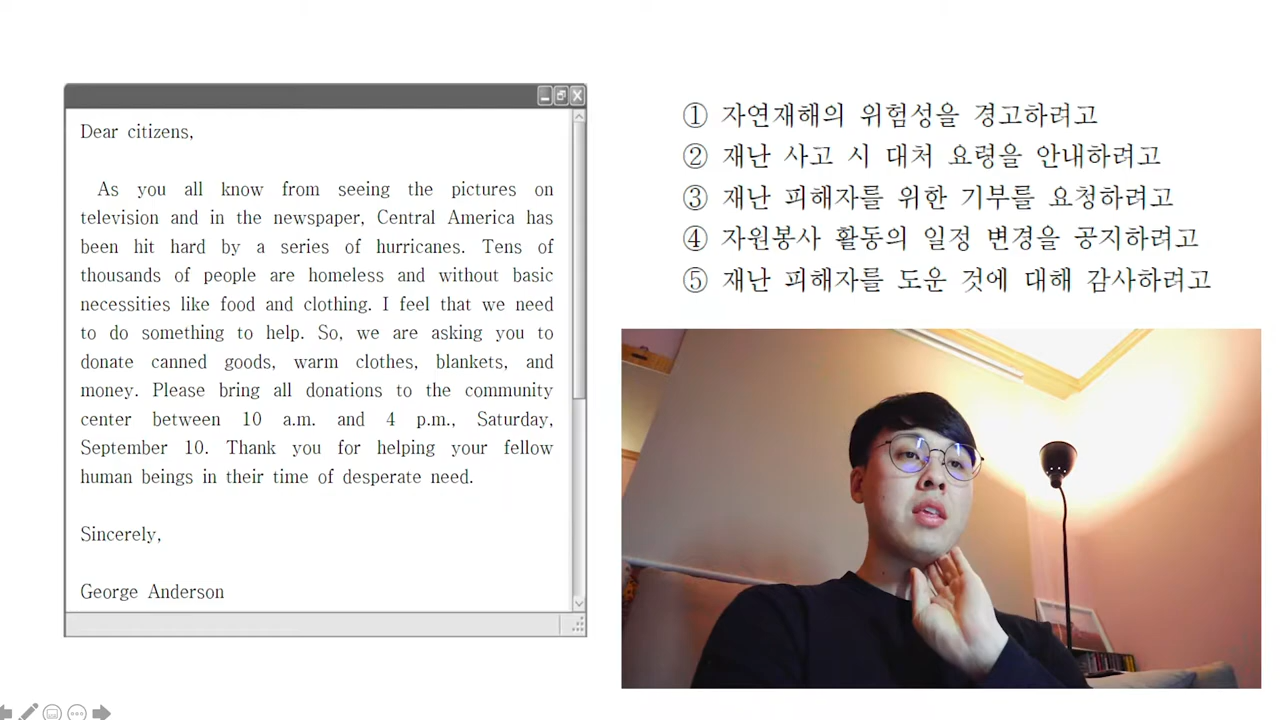 Dear citizens,
As you all know from seeing the pictures on
television and in the newspaper, Central America has
been hit hard by a series of hurricanes. Tens of
thousands of people are homeless and without basic
necessities like food and clothing. I feel that we need
to do something to help. So, we are asking you to
donate canned goods, warm clothes, blankets, and
money. Please bring all donations to the community
center between 10 a.m. and 4 p.m., Saturday,
September 10. Thank you for helping your fellow
human beings in their time of desperate need.
Sincerely,
George Anderson
① 자연재해의 위험성을 경고하려고
② 재난 사고 시 대처 요령을 안내하려고
③ 재난 피해자를 위한 기부를 요청하려고
④ 자원봉사 활동의 일정 변경을 공지하려고
⑤ 재난 피해자를 도운 것에 대해 감사하려고